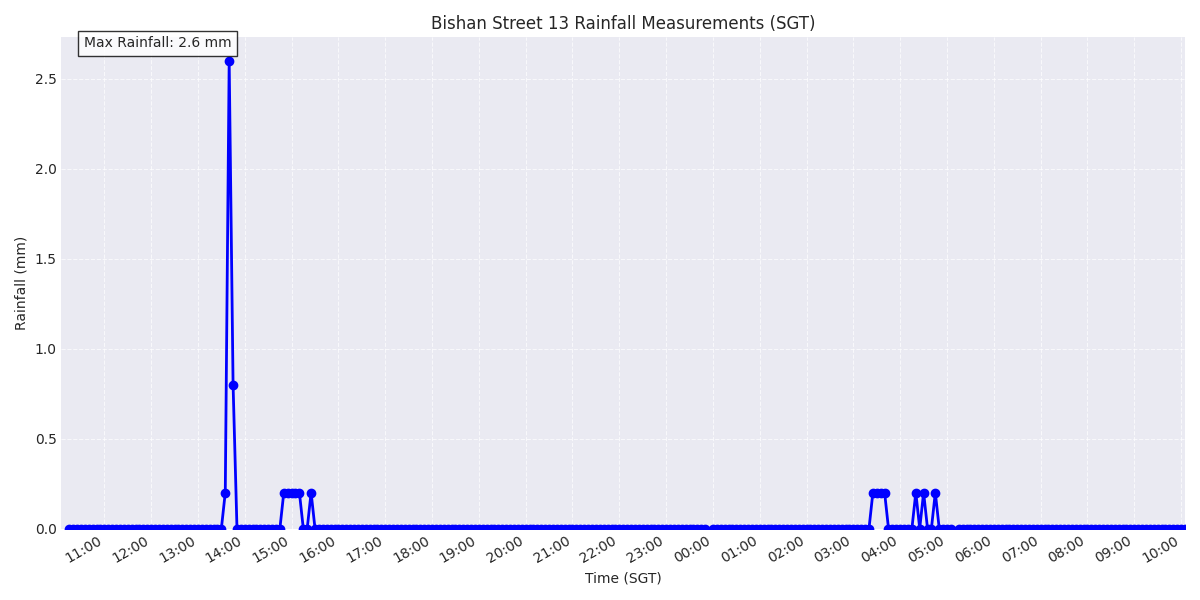 Bishan Street 13 Rainfall Measurements (SGT)
Max Rainfall: 2.6 mm
2.5
2.0
1.5
1.0
0.5
0.0
Rainfall (mm)
11:00 12:00 13:00 14:00 15:00 16:00 17:00 18:00 19:00 20:00 21:00 22:00 23:00 00:00 01:00 02:00 03:00 04:00 05:00 06:00 07:00 08:00 09:00 10:00
Time (SGT)